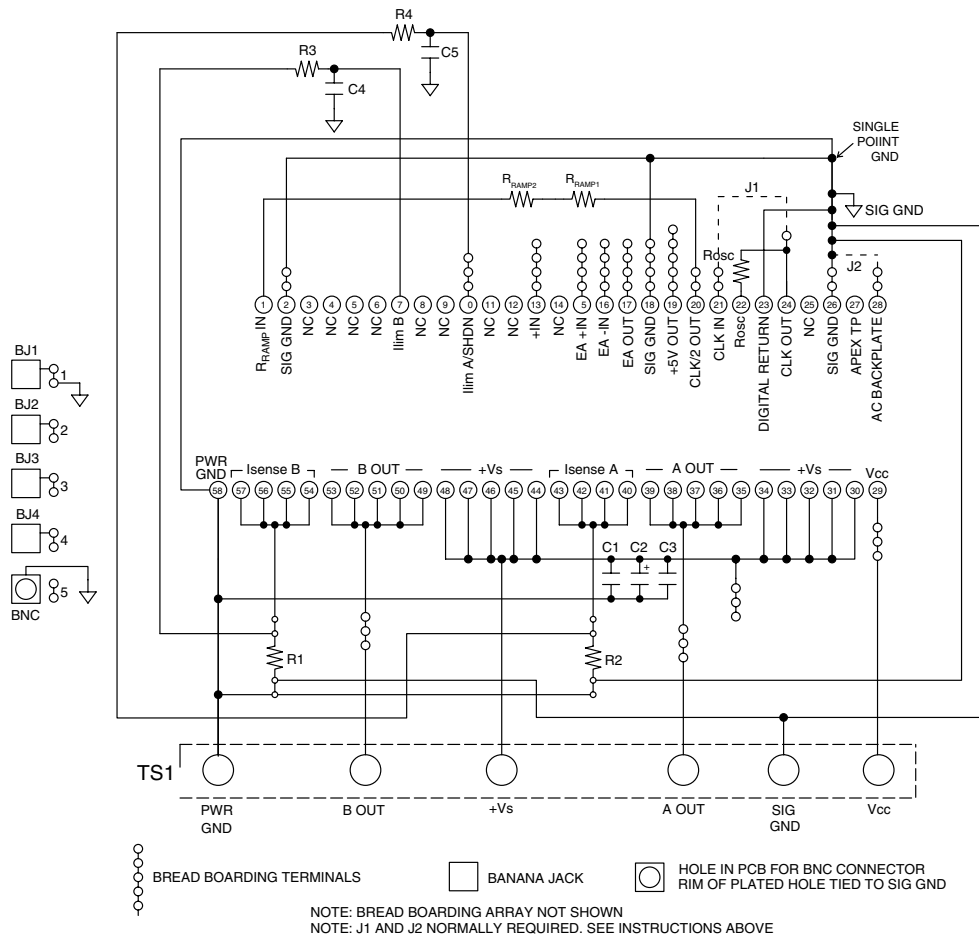 R4
C5
R3
C4
SINGLE
POIINT
GND
RRAMP2
RRAMP1
J1
SIG GND
Rosc
J2
1 2 3 4 5 6 7 8 9 0 11 12 13 14 5 16 17 18 19 20 21 22 23 24 25 26 27 28
RRAMP IN
SIG GND
NC
NC
NC
NC
Ilim B
NC
NC
Ilim A/SHDN
NC
NC
+IN
NC
EA +IN
EA -IN
EA OUT
SIG GND
+5V OUT
CLK/2 OUT
CLK IN
Rosc
DIGITAL RETURN
CLK OUT
NC
SIG GND
APEX TP
AC BACKPLATE
BJ1
1
BJ2
2
BJ3
3
BJ4
4
5
BNC
PWR
GND
Isense B
B OUT
+Vs
Isense A
A OUT
+Vs
Vcc
58 57 56 55 54 53 52 51 50 49 48 47 46 45 44 43 42 41 40 39 38 37 36 35 34 33 32 31 30 29
C1
C2
C3
+
R1
R2
TS1
PWR
GND
B OUT
+Vs
A OUT
SIG
GND
Vcc
BREAD BOARDING TERMINALS
BANANA JACK
HOLE IN PCB FOR BNC CONNECTOR
RIM OF PLATED HOLE TIED TO SIG GND
NOTE: BREAD BOARDING ARRAY NOT SHOWN
NOTE: J1 AND J2 NORMALLY REQUIRED. SEE INSTRUCTIONS ABOVE